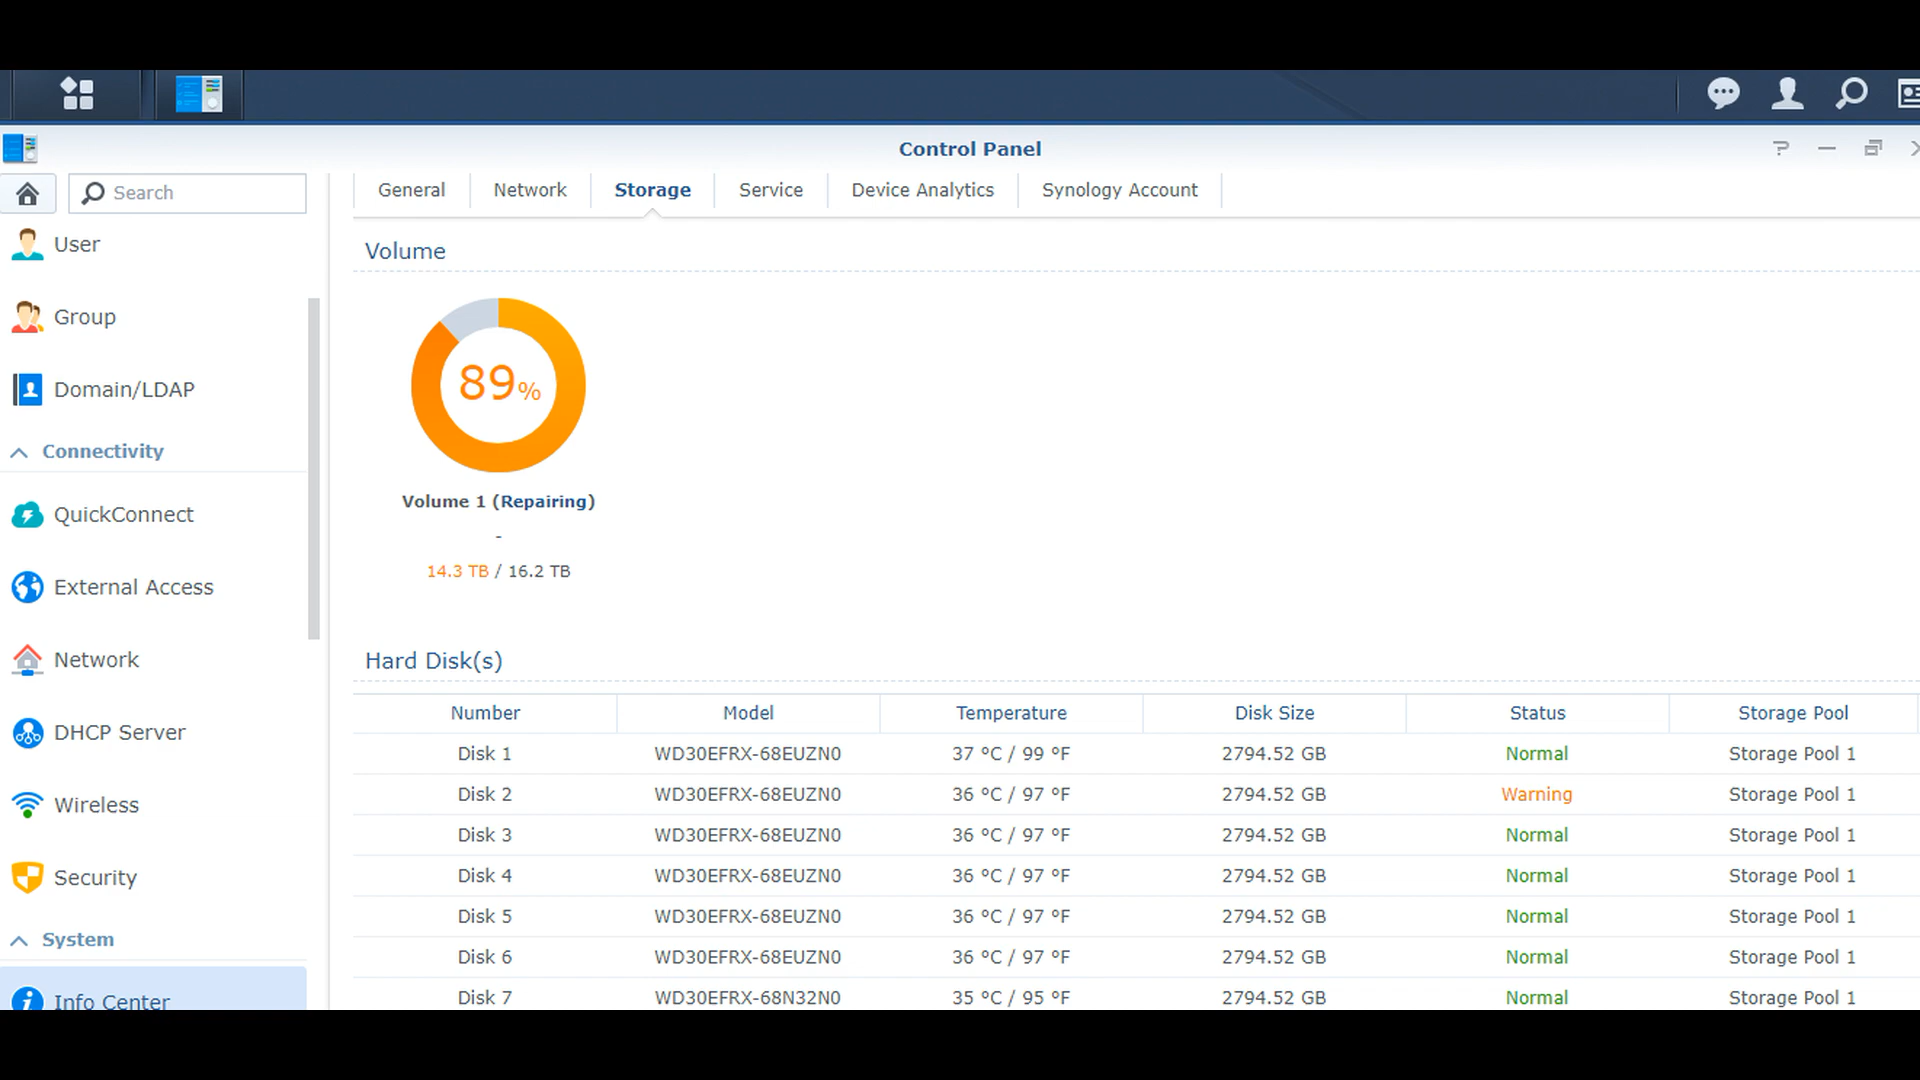 Control Panel
Search
General Network Storage Service Device Analytics Synology Account
User
Group
Domain/LDAP
Connectivity
QuickConnect
External Access
Network
DHCP Server
Wireless
Security
System
Info Center
Volume
89%
Volume 1 (Repairing)
-
14.3 TB / 16.2 TB
Hard Disk(s)
Number Model Temperature Disk Size Status Storage Pool
Disk 1 WD30EFRX-68EUZN0 37 °C / 99 °F 2794.52 GB Normal Storage Pool 1
Disk 2 WD30EFRX-68EUZN0 36 °C / 97 °F 2794.52 GB Warning Storage Pool 1
Disk 3 WD30EFRX-68EUZN0 36 °C / 97 °F 2794.52 GB Normal Storage Pool 1
Disk 4 WD30EFRX-68EUZN0 36 °C / 97 °F 2794.52 GB Normal Storage Pool 1
Disk 5 WD30EFRX-68EUZN0 36 °C / 97 °F 2794.52 GB Normal Storage Pool 1
Disk 6 WD30EFRX-68EUZN0 36 °C / 97 °F 2794.52 GB Normal Storage Pool 1
Disk 7 WD30EFRX-68N32N0 35 °C / 95 °F 2794.52 GB Normal Storage Pool 1